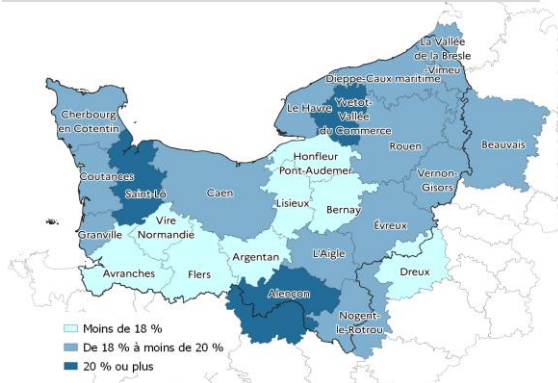 La Vallée
de la Bresle
-Vimeu
Dieppe-Caux maritime
Le Havre
Yvetot-
Vallée
du Commerce
Cherbourg
en Cotentin
Rouen
Beauvais
Honfleur
Pont-Audemer
Vernon-
Gisors
Coutances
Saint-Lô
Caen
Lisieux
Bernay
Évreux
Granville
Vire
Normandie
Argentan
L'Aigle
Avranches
Flers
Dreux
Alençon
Nogent-
le-Rotrou
Moins de 18 %
De 18 % à moins de 20 %
20 % ou plus